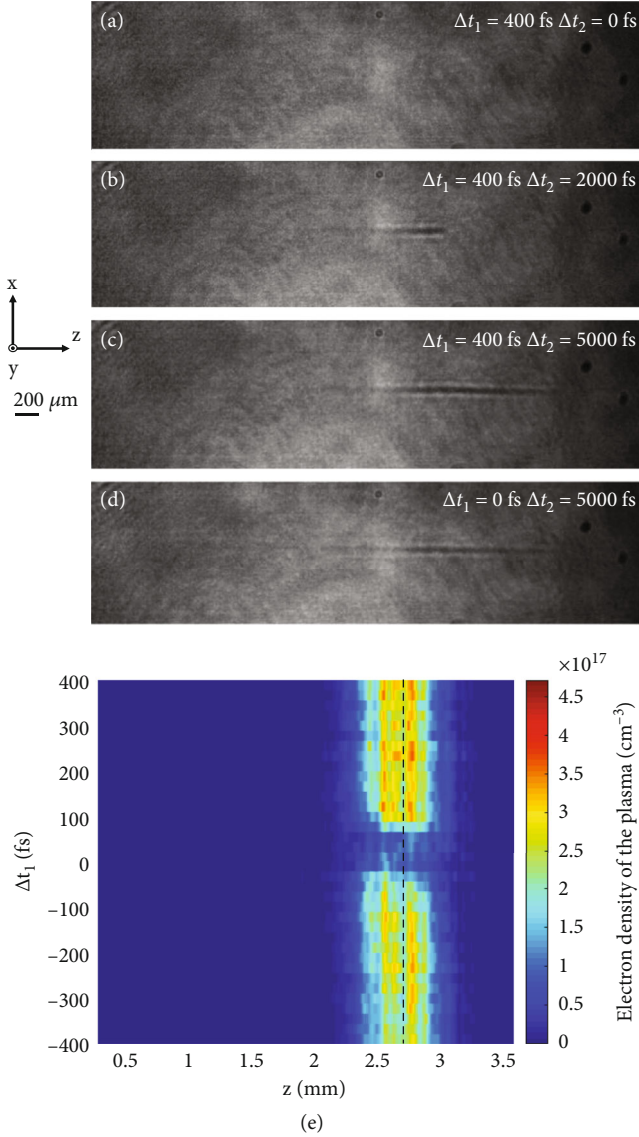 (a)
Δt₁ = 400 fs Δt₂ = 0 fs
(b)
Δt₁ = 400 fs Δt₂ = 2000 fs
x
z
y
200 μm
(c)
Δt₁ = 400 fs Δt₂ = 5000 fs
(d)
Δt₁ = 0 fs Δt₂ = 5000 fs
400
300
200
100
0
−100
−200
−300
−400
Δt₁ (fs)
0.5 1 1.5 2 2.5 3 3.5
z (mm)
×10¹⁷
4.5
4
3.5
3
2.5
2
1.5
1
0.5
0
Electron density of the plasma (cm⁻³)
(e)